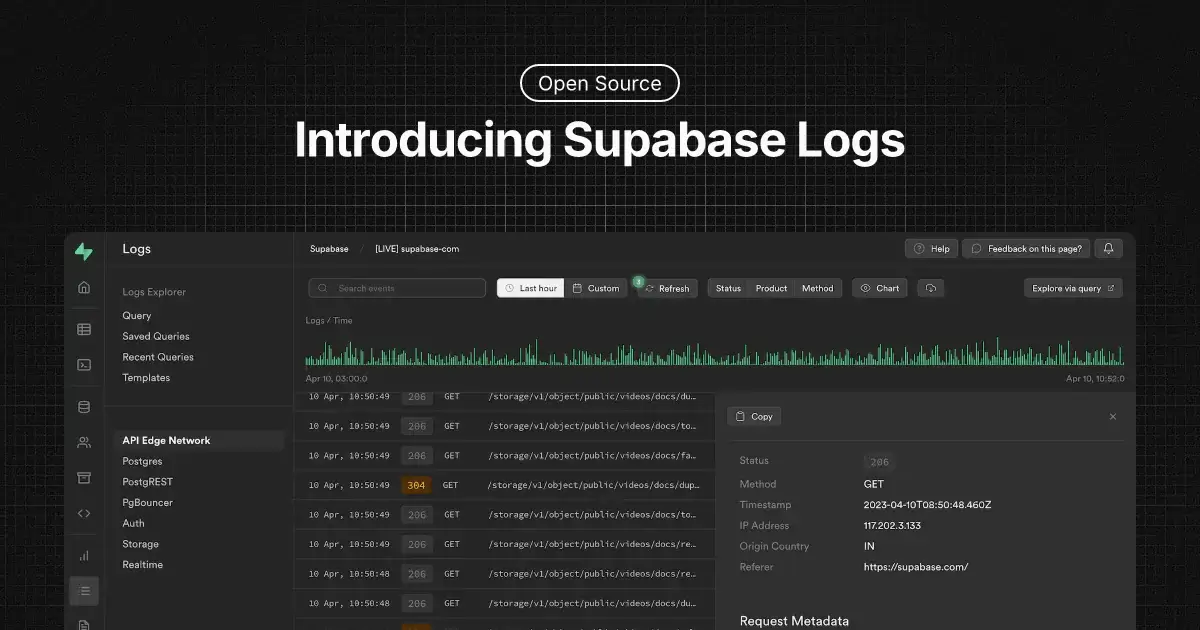 Open Source
Introducing Supabase Logs
Logs
Supabase / [LIVE] supabase-com
Help
Feedback on this page?
Logs Explorer
Query
Saved Queries
Recent Queries
Templates
API Edge Network
Postgres
PostgREST
PgBouncer
Auth
Storage
Realtime
Search events
Last hour
Custom
3
Refresh
Status
Product
Method
Chart
Explore via query
Logs / Time
Apr 10, 03:00:0
Apr 10, 10:52:0
10 Apr, 10:50:49 206 GET /storage/v1/object/public/videos/docs/du…
10 Apr, 10:50:49 206 GET /storage/v1/object/public/videos/docs/to…
10 Apr, 10:50:49 206 GET /storage/v1/object/public/videos/docs/fa…
10 Apr, 10:50:49 304 GET /storage/v1/object/public/videos/docs/dup…
10 Apr, 10:50:49 206 GET /storage/v1/object/public/videos/docs/to…
10 Apr, 10:50:49 206 GET /storage/v1/object/public/videos/docs/re…
10 Apr, 10:50:48 206 GET /storage/v1/object/public/videos/docs/re…
10 Apr, 10:50:48 206 GET /storage/v1/object/public/videos/docs/du…
Copy
Status 206
Method GET
Timestamp 2023-04-10T08:50:48.460Z
IP Address 117.202.3.133
Origin Country IN
Referer https://supabase.com/
Request Metadata